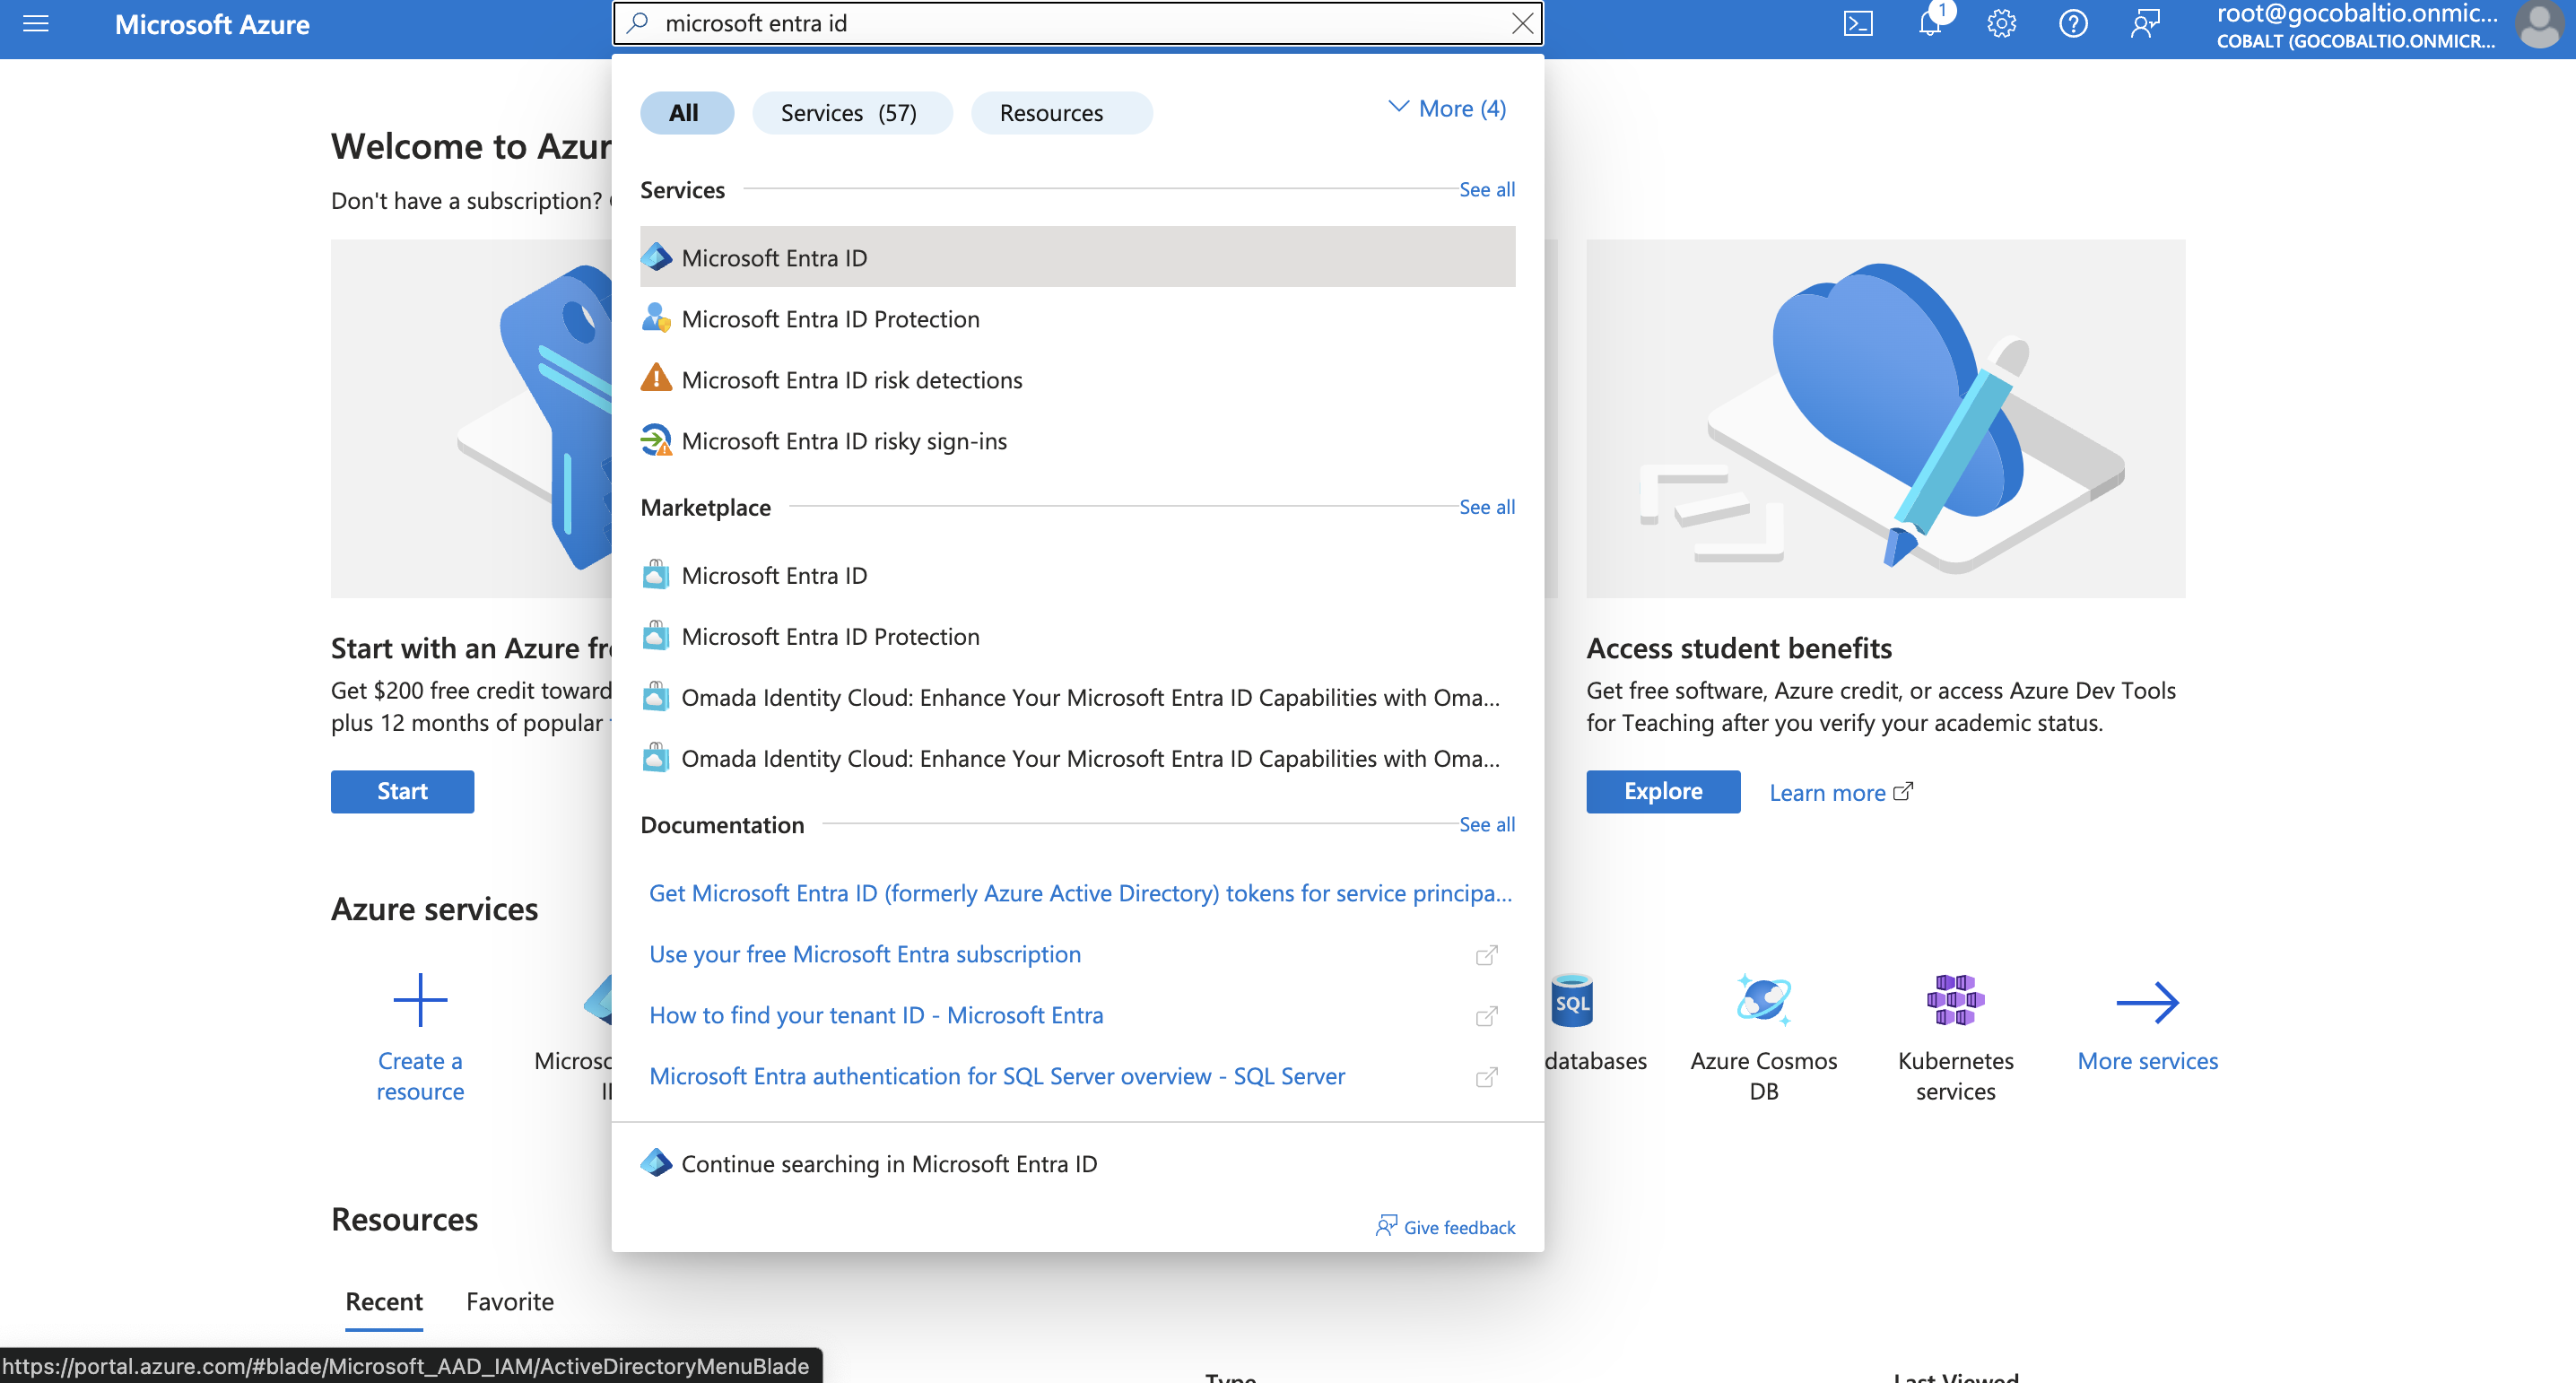 Microsoft Azure
microsoft entra id
1
root@gocobaltio.onmic...
COBALT (GOCOBALTIO.ONMICR...
All
Services (57)
Resources
More (4)
Welcome to Azur
Don't have a subscription?
Services
See all
Microsoft Entra ID
Microsoft Entra ID Protection
Microsoft Entra ID risk detections
Microsoft Entra ID risky sign-ins
Marketplace
See all
Microsoft Entra ID
Microsoft Entra ID Protection
Omada Identity Cloud: Enhance Your Microsoft Entra ID Capabilities with Oma...
Omada Identity Cloud: Enhance Your Microsoft Entra ID Capabilities with Oma...
Documentation
See all
Get Microsoft Entra ID (formerly Azure Active Directory) tokens for service principa...
Use your free Microsoft Entra subscription
How to find your tenant ID - Microsoft Entra
Microsoft Entra authentication for SQL Server overview - SQL Server
Continue searching in Microsoft Entra ID
Give feedback
Start with an Azure fr
Get $200 free credit toward
plus 12 months of popular
Start
Access student benefits
Get free software, Azure credit, or access Azure Dev Tools
for Teaching after you verify your academic status.
Explore
Learn more
Azure services
Create a
resource
Microso
SQL
databases
Azure Cosmos
DB
Kubernetes
services
More services
Resources
Recent
Favorite
https://portal.azure.com/#blade/Microsoft_AAD_IAM/ActiveDirectoryMenuBlade
Type
Last Viewed